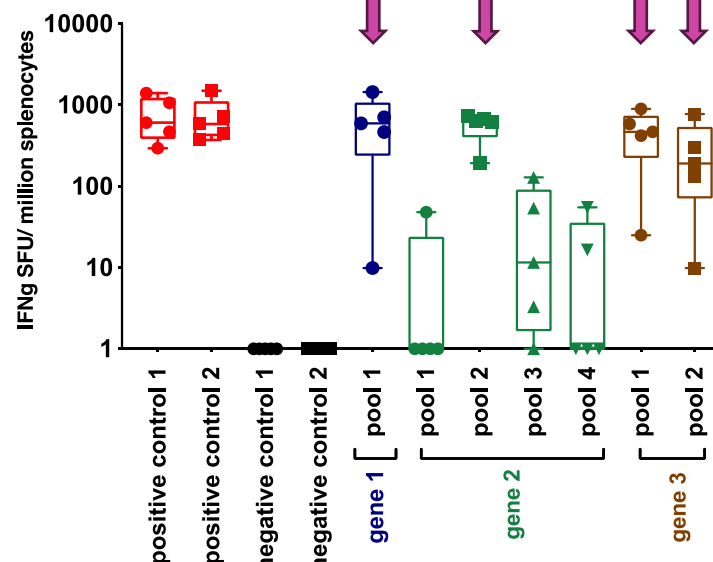 10000
1000
100
10
1
IFNg SFU/ million splenocytes
positive control 1
positive control 2
negative control 1
negative control 2
pool 1
pool 1
pool 2
pool 3
pool 4
pool 1
pool 2
gene 1
gene 2
gene 3